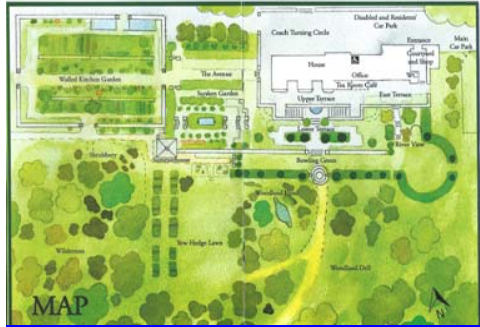 Disabled and Residents'
Car Park
Coach Turning Circle
Entrance
Main
Car Park
Courtyard
and Shop
House
Office
WC
Tea Room Café
Walled Kitchen Garden
The Avenue
Sunken Garden
Upper Terrace
East Terrace
Lower Terrace
River View
Shrubbery
Summerhouse
Bowling Green
Woodland
Wilderness
Yew Hedge Lawn
Woodland Dell
MAP
N